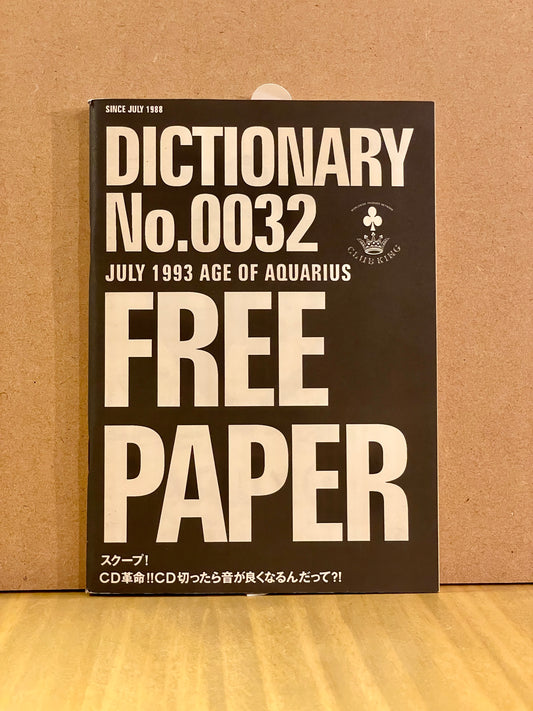 SINCE JULY 1988
DICTIONARY
No.0032
JULY 1993 AGE OF AQUARIUS
CLUB KING
FREE
PAPER
スクープ!
CD革命!!CD切ったら音が良くなるんだって?!